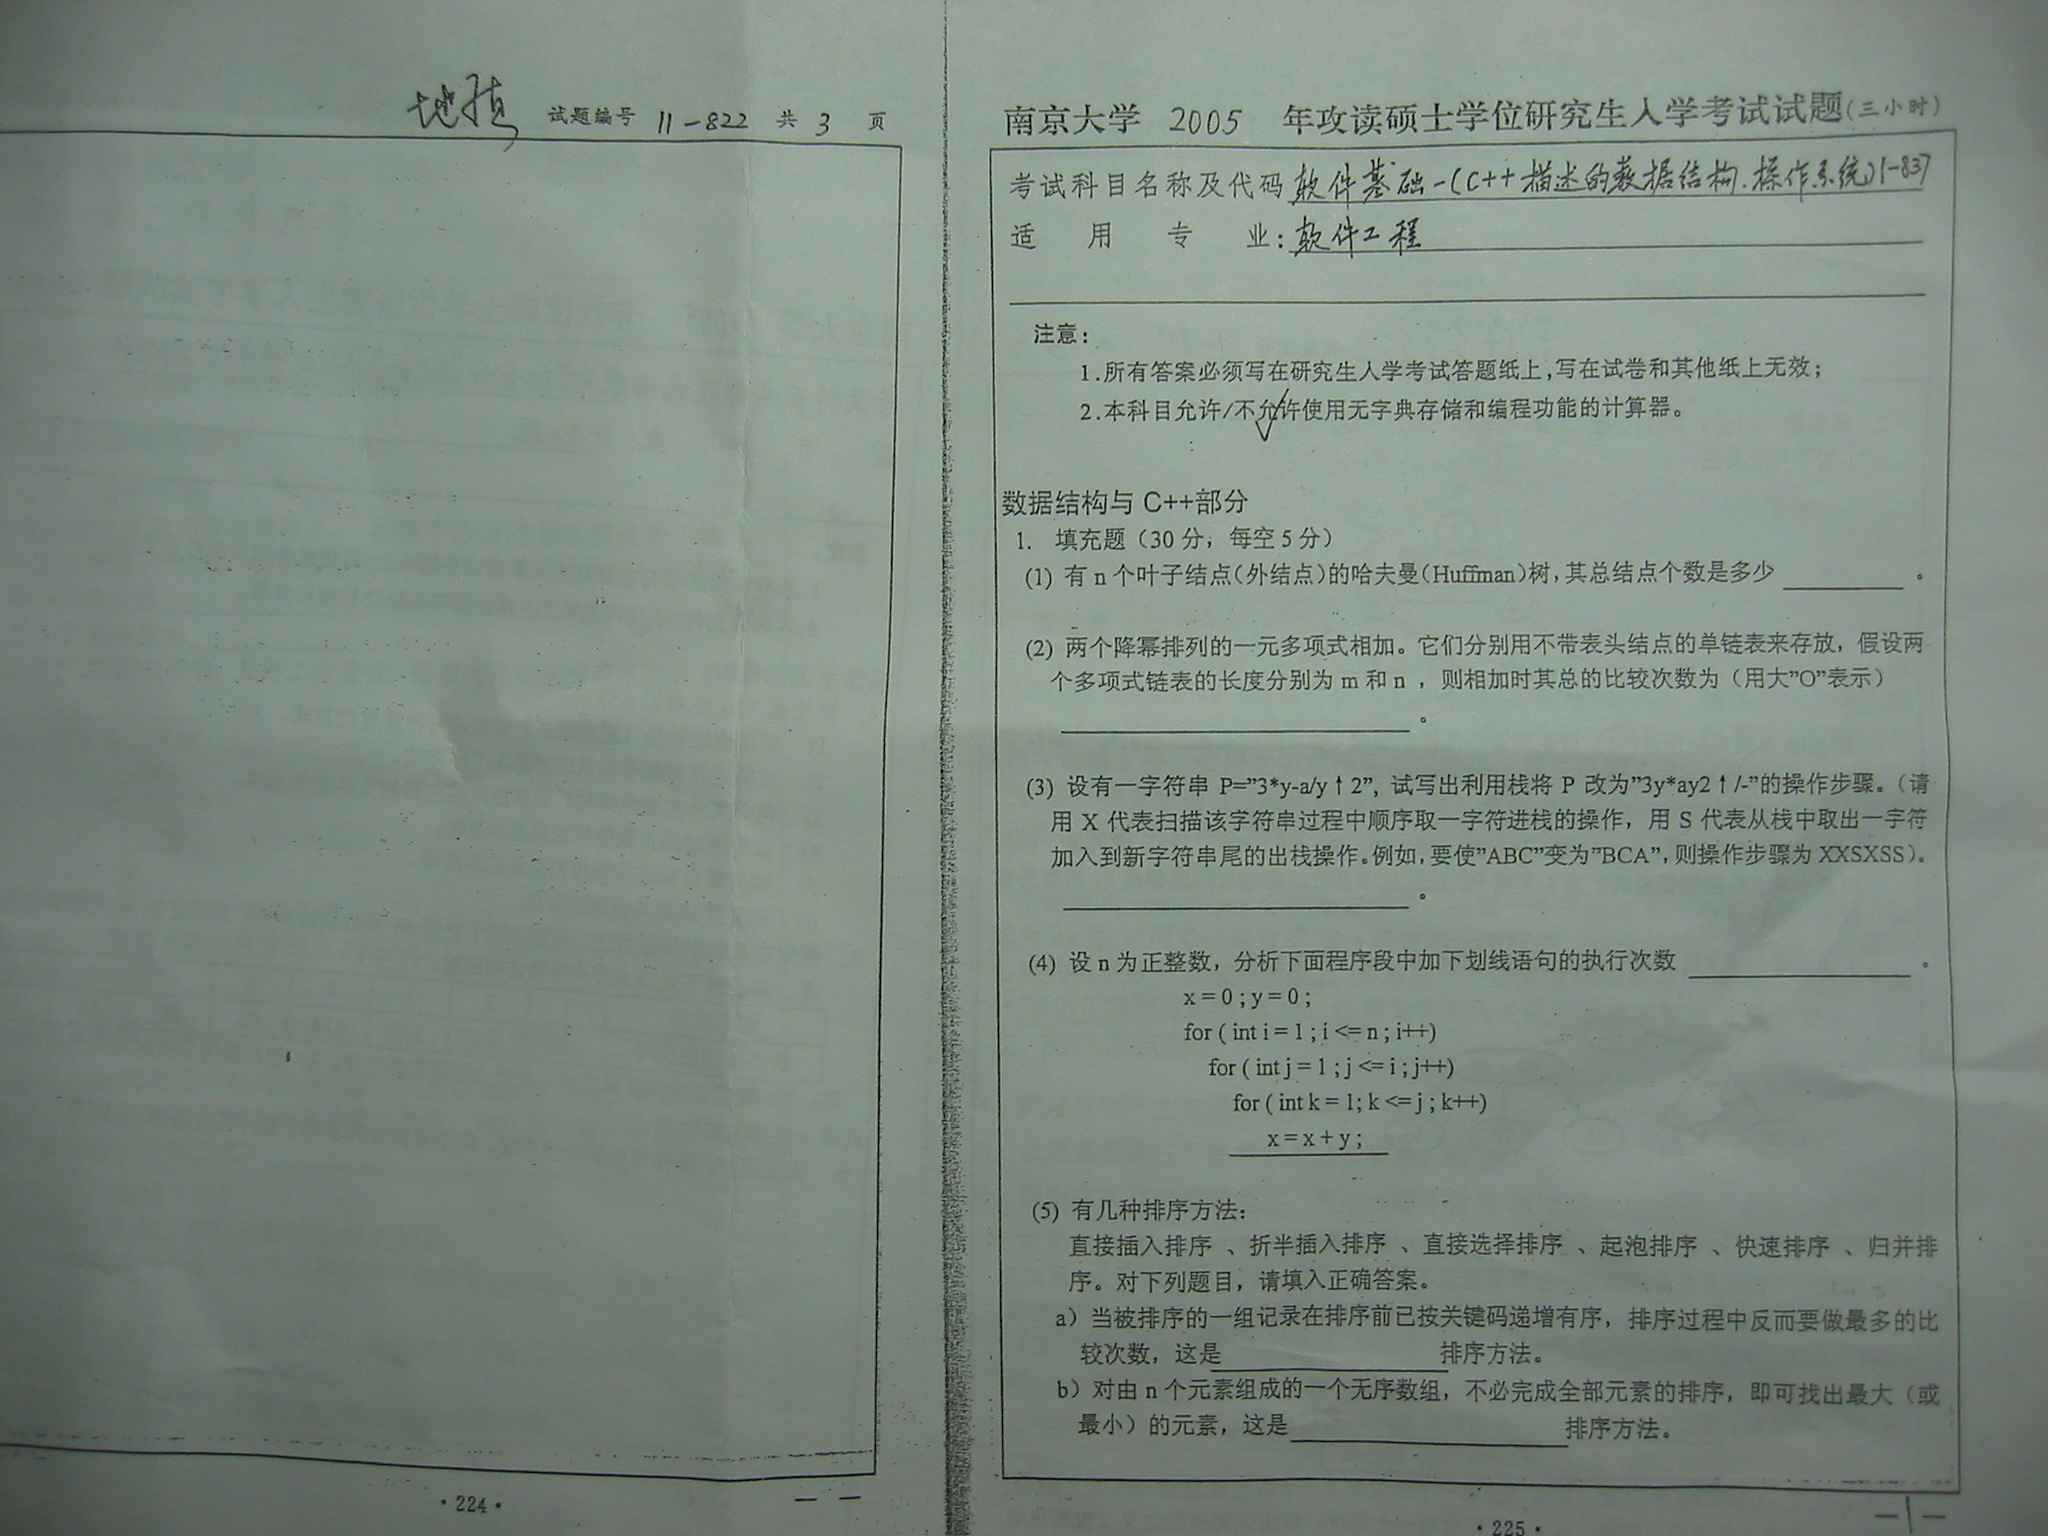 试题编号 11-822 共 3 页
·224·
南京大学 2005 年攻读硕士学位研究生入学考试试题(三小时)
考试科目名称及代码 软件基础一(C++描述的数据结构.操作系统)11-837
适用专业:软件工程
注意:
1.所有答案必须写在研究生入学考试答题纸上,写在试卷和其他纸上无效;
2.本科目允许/不允许使用无字典存储和编程功能的计算器。
数据结构与 C++部分
1. 填充题(30 分,每空 5 分)
(1) 有 n 个叶子结点(外结点)的哈夫曼(Huffman)树,其总结点个数是多少 。
(2) 两个降幂排列的一元多项式相加。它们分别用不带表头结点的单链表来存放,假设两
个多项式链表的长度分别为 m 和 n ,则相加时其总的比较次数为(用大"O"表示)
。
(3) 设有一字符串 P="3*y-a/y↑2", 试写出利用栈将 P 改为"3y*ay2↑/-"的操作步骤。(请
用 X 代表扫描该字符串过程中顺序取一字符进栈的操作,用 S 代表从栈中取出一字符
加入到新字符串尾的出栈操作。例如,要使"ABC"变为"BCA",则操作步骤为 XXSXSS)。
。
(4) 设 n 为正整数,分析下面程序段中加下划线语句的执行次数 。
x = 0 ; y = 0 ;
for ( int i = 1 ; i <= n ; i++)
for ( int j = 1 ; j <= i ; j++)
for ( int k = 1; k <= j ; k++)
x = x + y ;
(5) 有几种排序方法:
直接插入排序 、折半插入排序 、直接选择排序 、起泡排序 、快速排序 、归并排
序。对下列题目,请填入正确答案。
a)当被排序的一组记录在排序前已按关键码递增有序,排序过程中反而要做最多的比
较次数,这是 排序方法。
b)对由 n 个元素组成的一个无序数组,不必完成全部元素的排序,即可找出最大(或
最小)的元素,这是 排序方法。
·225·